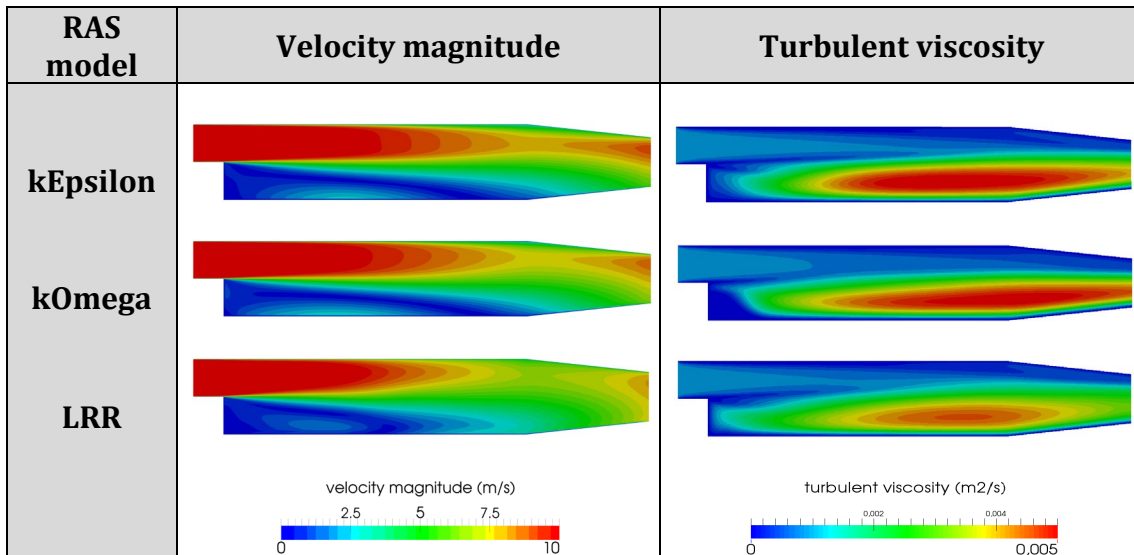 RAS model
Velocity magnitude
Turbulent viscosity
kEpsilon
kOmega
LRR
velocity magnitude (m/s)
2.5 5 7.5
0 10
turbulent viscosity (m2/s)
0,002 0,004
0 0.005